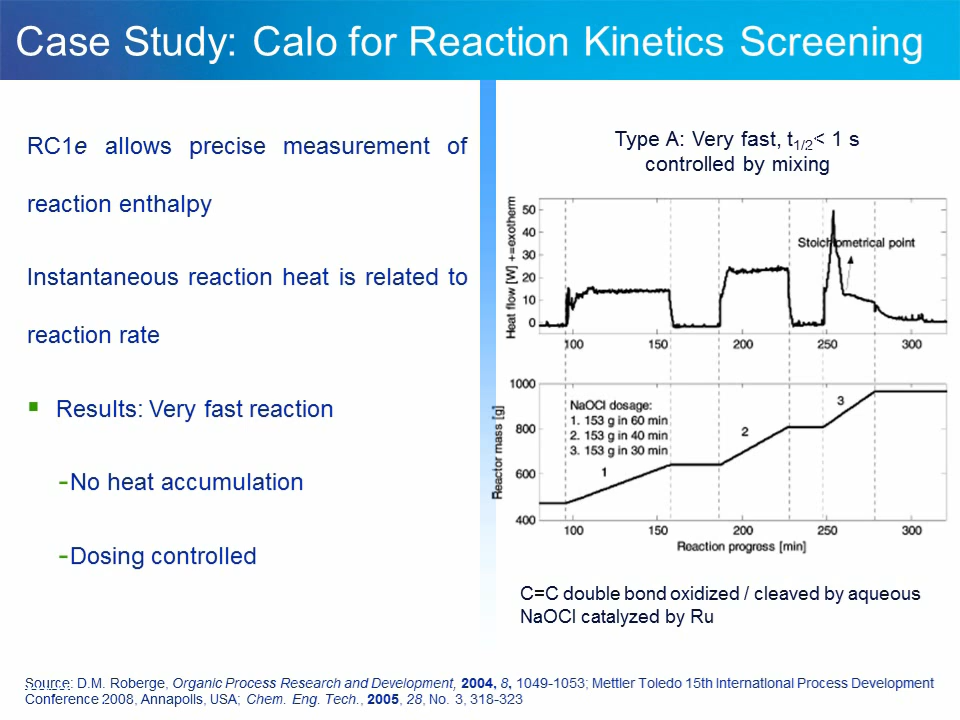 Case Study: Calo for Reaction Kinetics Screening
RC1e allows precise measurement of
reaction enthalpy
Instantaneous reaction heat is related to
reaction rate
▪ Results: Very fast reaction
-No heat accumulation
-Dosing controlled
Type A: Very fast, t1/2< 1 s
controlled by mixing
Heat flow [W] +=exotherm
50
40
30
20
10
0
Stoichiometrical point
100 150 200 250 300
Reactor mass [g]
1000
800
600
400
NaOCl dosage:
1. 153 g in 60 min
2. 153 g in 40 min
3. 153 g in 30 min
1
2
3
100 150 200 250 300
Reaction progress [min]
C=C double bond oxidized / cleaved by aqueous
NaOCl catalyzed by Ru
Source: D.M. Roberge, Organic Process Research and Development, 2004, 8, 1049-1053; Mettler Toledo 15th International Process Development
Conference 2008, Annapolis, USA; Chem. Eng. Tech., 2005, 28, No. 3, 318-323